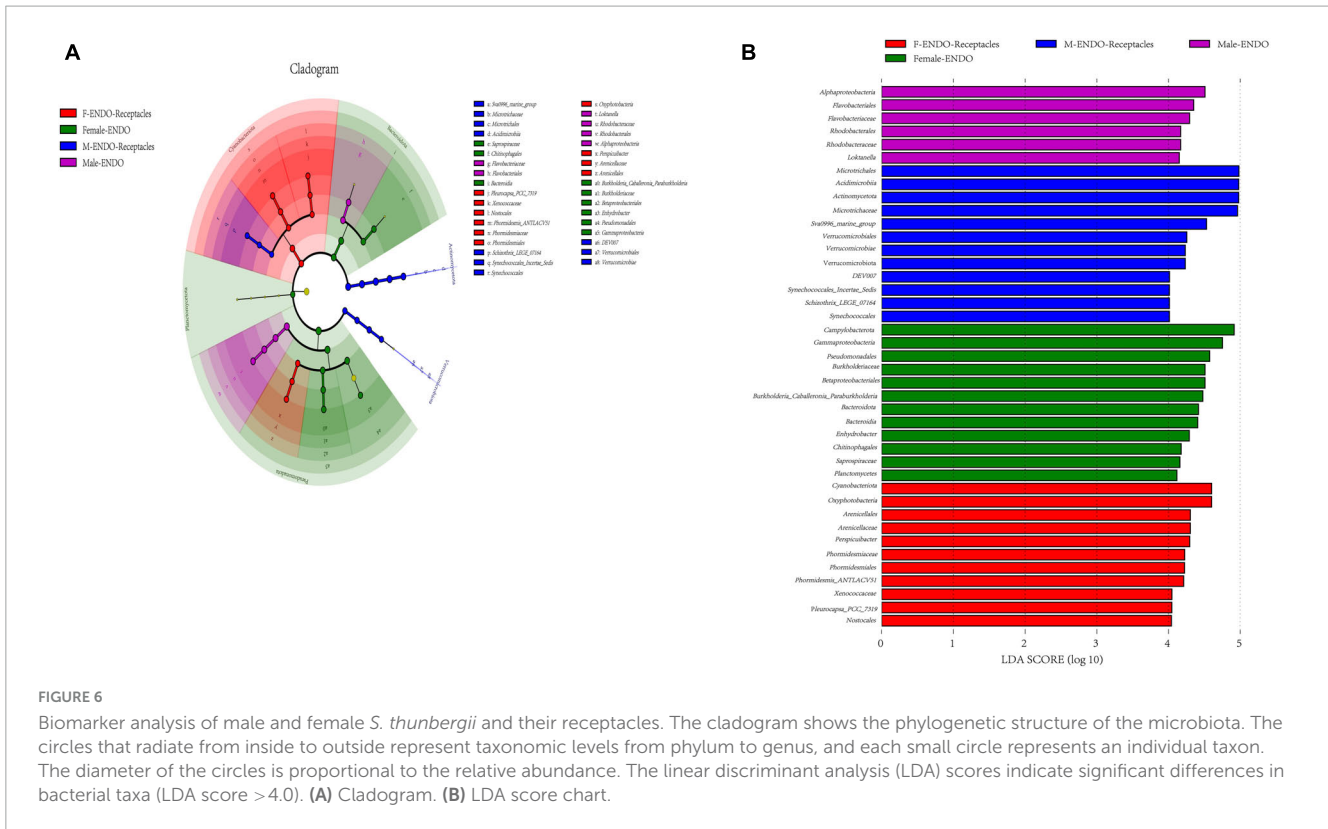 A
Cladogram
F-ENDO-Receptacles
Female-ENDO
M-ENDO-Receptacles
Male-ENDO
a: Sva0996_marine_group
b: Microtrichaceae
c: Microtrichales
d: Acidimicrobiia
e: Saprospiraceae
f: Chitinophagales
g: Flavobacteriaceae
h: Flavobacteriales
i: Bacteroidia
j: Pleurocapsa_PCC_7319
k: Xenococcaceae
l: Nostocales
m: Phormidesmis_ANTLACV51
n: Phormidesmiaceae
o: Phormidesmiales
p: Schizothrix_LEGE_07164
q: Synechococcales_Incertae_Sedis
r: Synechococcales
s: Oxyphotobacteria
t: Loktanella
u: Rhodobacteraceae
v: Rhodobacterales
w: Alphaproteobacteria
x: Perspicuibacter
y: Arenicellaceae
z: Arenicellales
a0: Burkholderia_Caballeronia_Paraburkholderia
a1: Burkholderiaceae
a2: Betaproteobacteriales
a3: Enhydrobacter
a4: Pseudomonadales
a5: Gammaproteobacteria
a6: DEV007
a7: Verrucomicrobiales
a8: Verrucomicrobiae
B
F-ENDO-Receptacles
M-ENDO-Receptacles
Male-ENDO
Female-ENDO
Alphaproteobacteria
Flavobacteriales
Flavobacteriaceae
Rhodobacterales
Rhodobacteraceae
Loktanella
Microtrichales
Acidimicrobiia
Actinomycetota
Microtrichaceae
Sva0996_marine_group
Verrucomicrobiales
Verrucomicrobiae
Verrucomicrobiota
DEV007
Synechococcales_Incertae_Sedis
Schizothrix_LEGE_07164
Synechococcales
Campylobacterota
Gammaproteobacteria
Pseudomonadales
Burkholderiaceae
Betaproteobacteriales
Burkholderia_Caballeronia_Paraburkholderia
Bacteroidota
Bacteroidia
Enhydrobacter
Chitinophagales
Saprospiraceae
Planctomycetes
Cyanobacteriota
Oxyphotobacteria
Arenicellales
Arenicellaceae
Perspicuibacter
Phormidesmiaceae
Phormidesmiales
Phormidesmis_ANTLACV51
Xenococcaceae
Pleurocapsa_PCC_7319
Nostocales
0 1 2 3 4 5
LDA SCORE (log 10)
FIGURE 6
Biomarker analysis of male and female S. thunbergii and their receptacles. The cladogram shows the phylogenetic structure of the microbiota. The
circles that radiate from inside to outside represent taxonomic levels from phylum to genus, and each small circle represents an individual taxon.
The diameter of the circles is proportional to the relative abundance. The linear discriminant analysis (LDA) scores indicate significant differences in
bacterial taxa (LDA score >4.0). (A) Cladogram. (B) LDA score chart.